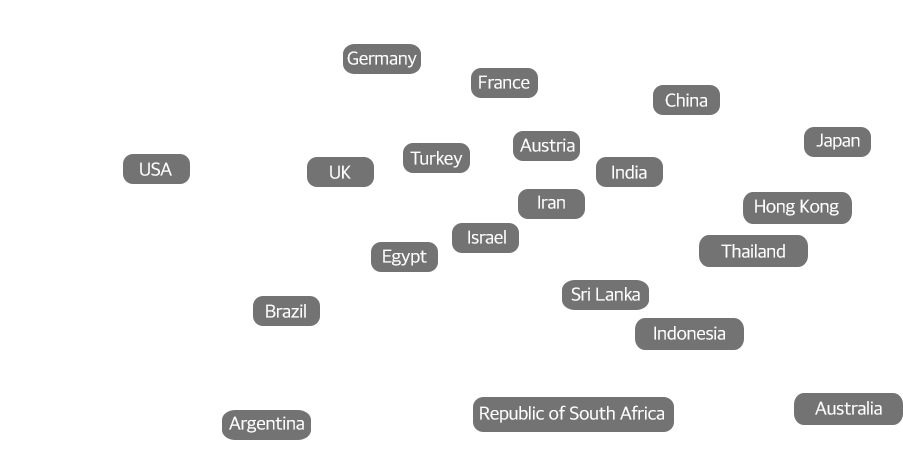 Germany
France
China
Japan
Austria
Turkey
USA
UK
India
Iran
Hong Kong
Israel
Thailand
Egypt
Sri Lanka
Brazil
Indonesia
Australia
Republic of South Africa
Argentina